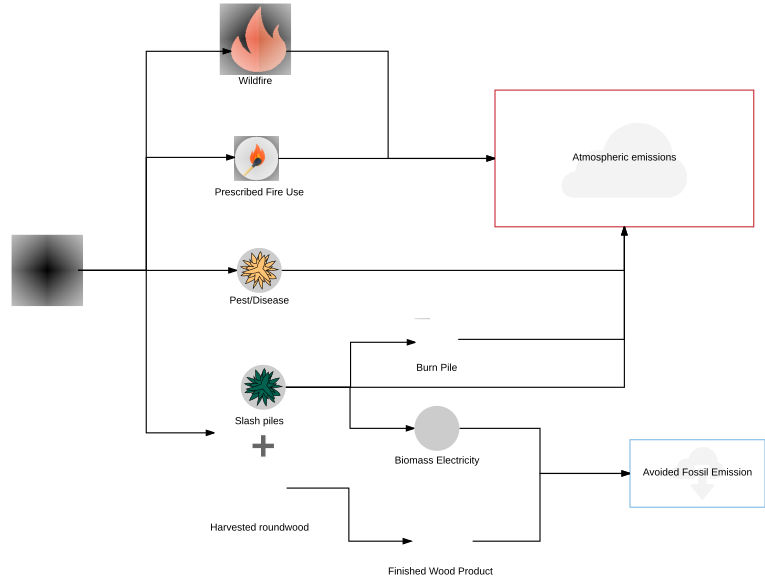 Wildfire
Atmospheric emissions
Prescribed Fire Use
Pest/Disease
Burn Pile
Slash piles
Biomass Electricity
Avoided Fossil Emission
Harvested roundwood
Finished Wood Product